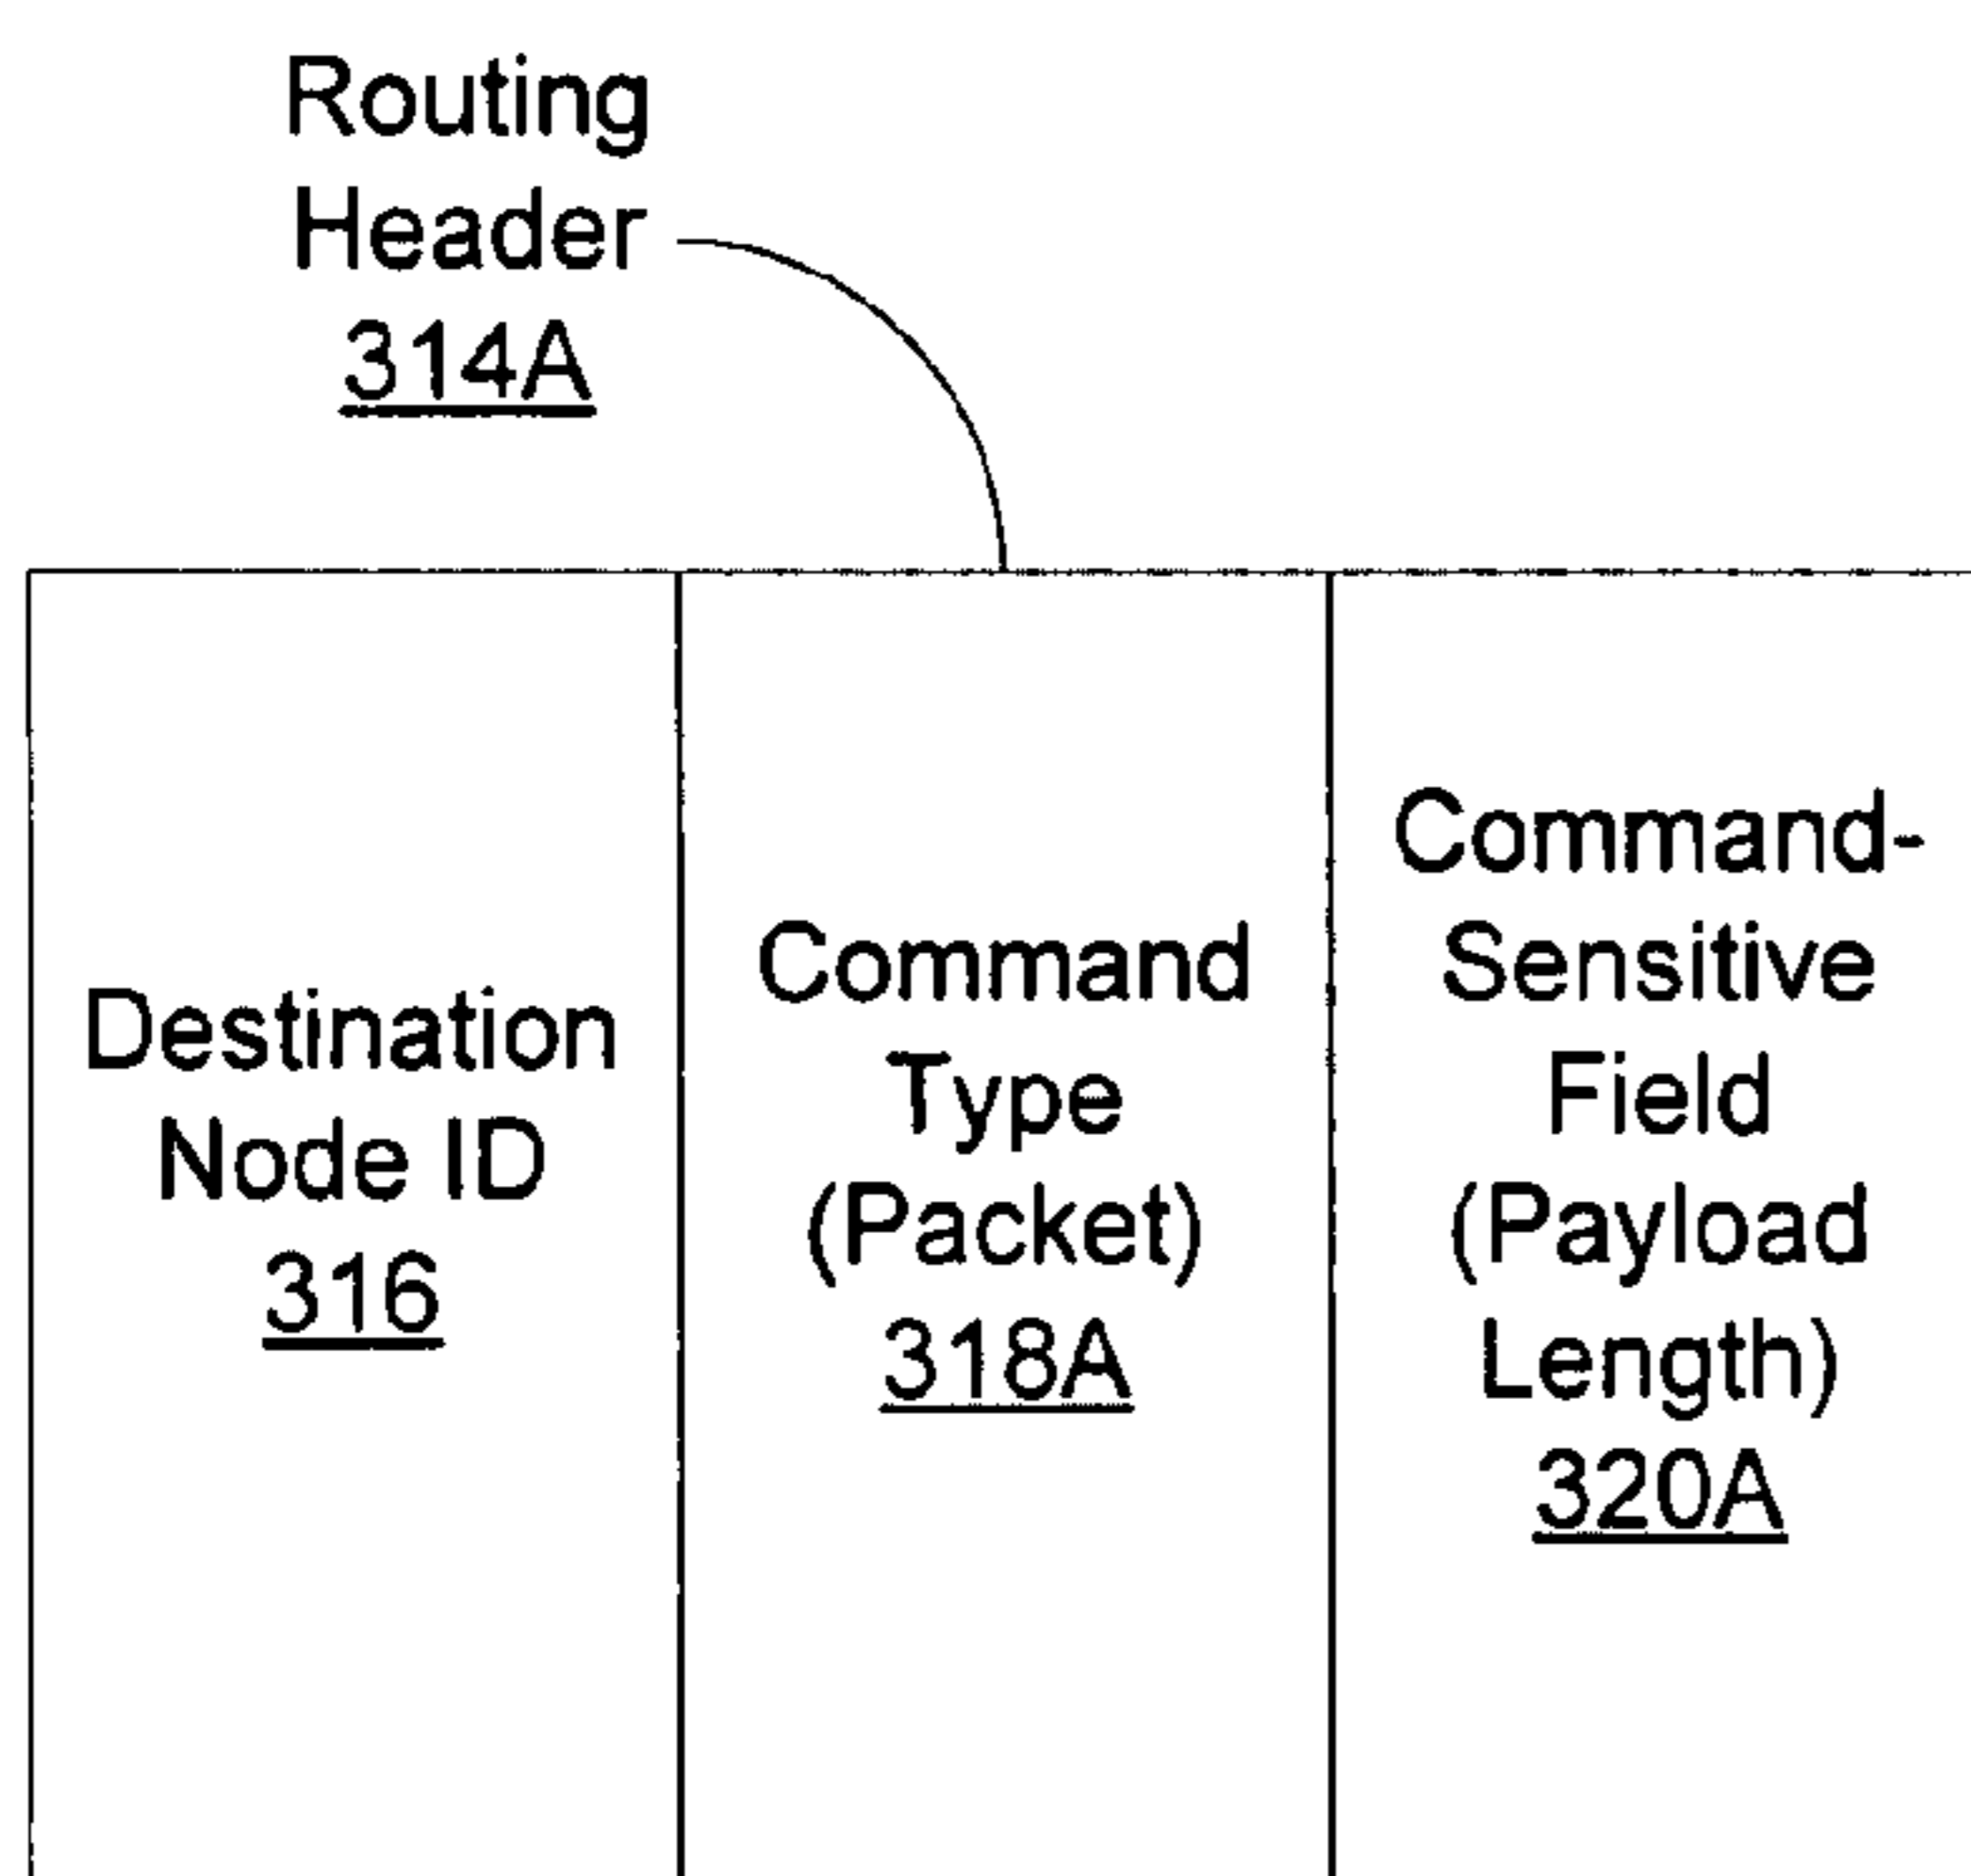 Routing
Header
314A
Destination
Node ID
316
Command
Type
(Packet)
318A
Command-
Sensitive
Field
(Payload
Length)
320A